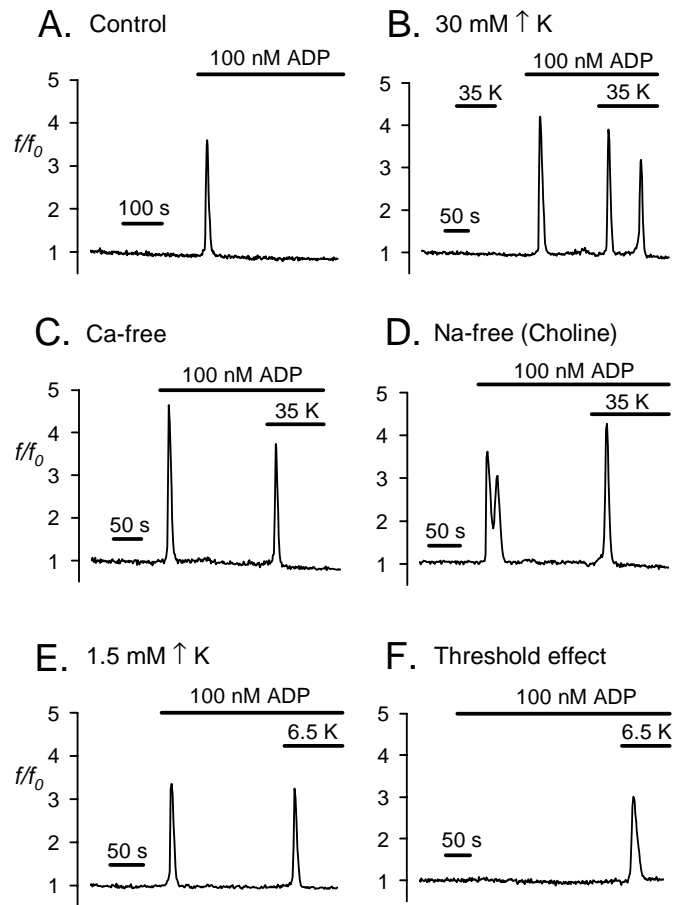 A. Control
100 nM ADP
5
4
f/f0
3
100 s
2
1
B. 30 mM ↑ K
100 nM ADP
5
35 K
35 K
4
3
2
50 s
1
C. Ca-free
100 nM ADP
5
35 K
4
f/f0
3
2
50 s
1
D. Na-free (Choline)
100 nM ADP
5
35 K
4
3
2
50 s
1
E. 1.5 mM ↑ K
100 nM ADP
5
6.5 K
4
f/f0
3
2
50 s
1
F. Threshold effect
100 nM ADP
5
6.5 K
4
3
2
50 s
1